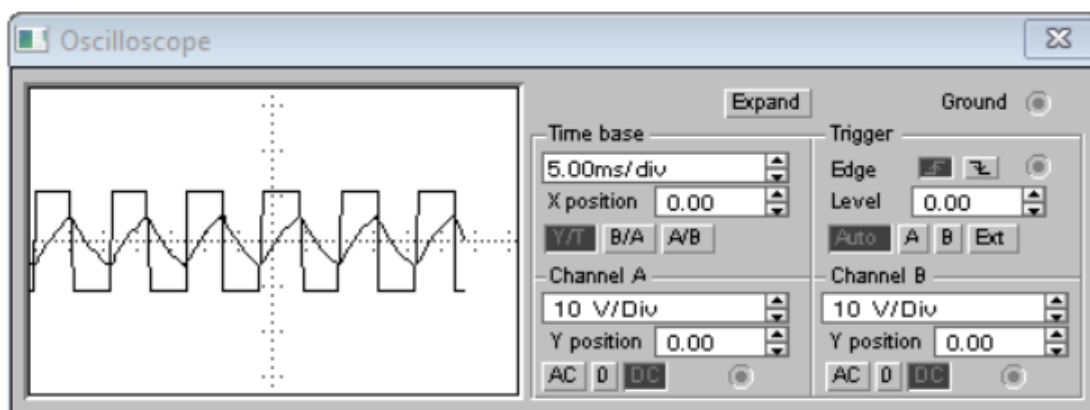 Oscilloscope
Expand
Ground
Time base
5.00ms/div
X position 0.00
Y/T B/A A/B
Trigger
Edge
Level 0.00
Auto A B Ext
Channel A
10 V/Div
Y position 0.00
AC 0 DC
Channel B
10 V/Div
Y position 0.00
AC 0 DC